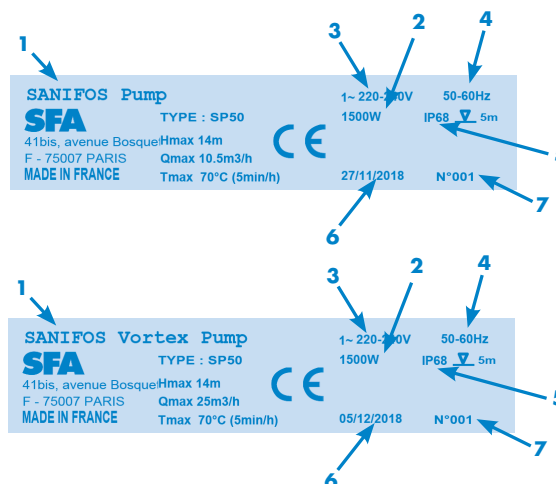 3 2 4
1
SANIFOS Pump 1~ 220-240V 50-60Hz
SFA TYPE : SP50 1500W IP68 5m
41bis, avenue Bosquet Hmax 14m CE
F - 75007 PARIS Qmax 10.5m3/h
MADE IN FRANCE Tmax 70°C (5min/h) 27/11/2018 N°001
6 7
3 2 4
1
SANIFOS Vortex Pump 1~ 220-240V 50-60Hz
SFA TYPE : SP50 1500W IP68 5m
41bis, avenue Bosquet Hmax 14m CE
F - 75007 PARIS Qmax 25m3/h 5
MADE IN FRANCE Tmax 70°C (5min/h) 05/12/2018 N°001
6 7